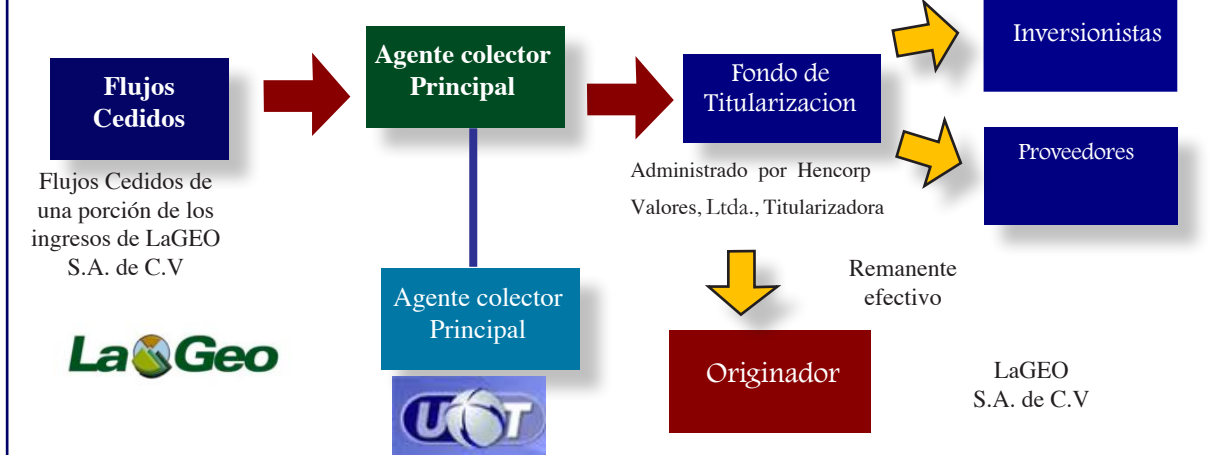 Flujos
Cedidos
Flujos Cedidos de
una porción de los
ingresos de LaGEO
S.A. de C.V
LaGeo
Agente colector
Principal
Agente colector
Principal
UT
Fondo de
Titularizacion
Administrado por Hencorp
Valores, Ltda., Titularizadora
Inversionistas
Proveedores
Remanente
efectivo
Originador
LaGEO
S.A. de C.V